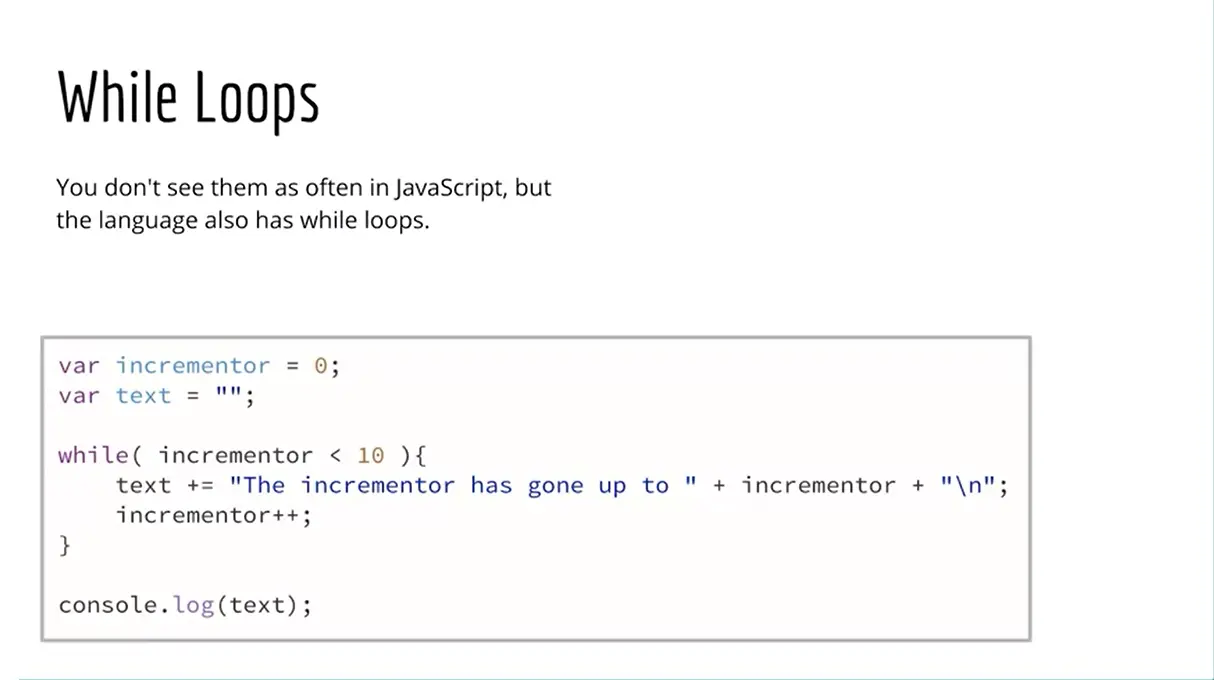 While Loops
You don't see them as often in JavaScript, but
the language also has while loops.
var incrementor = 0;
var text = "";
while( incrementor < 10 ){
    text += "The incrementor has gone up to " + incrementor + "\n";
    incrementor++;
}
console.log(text);